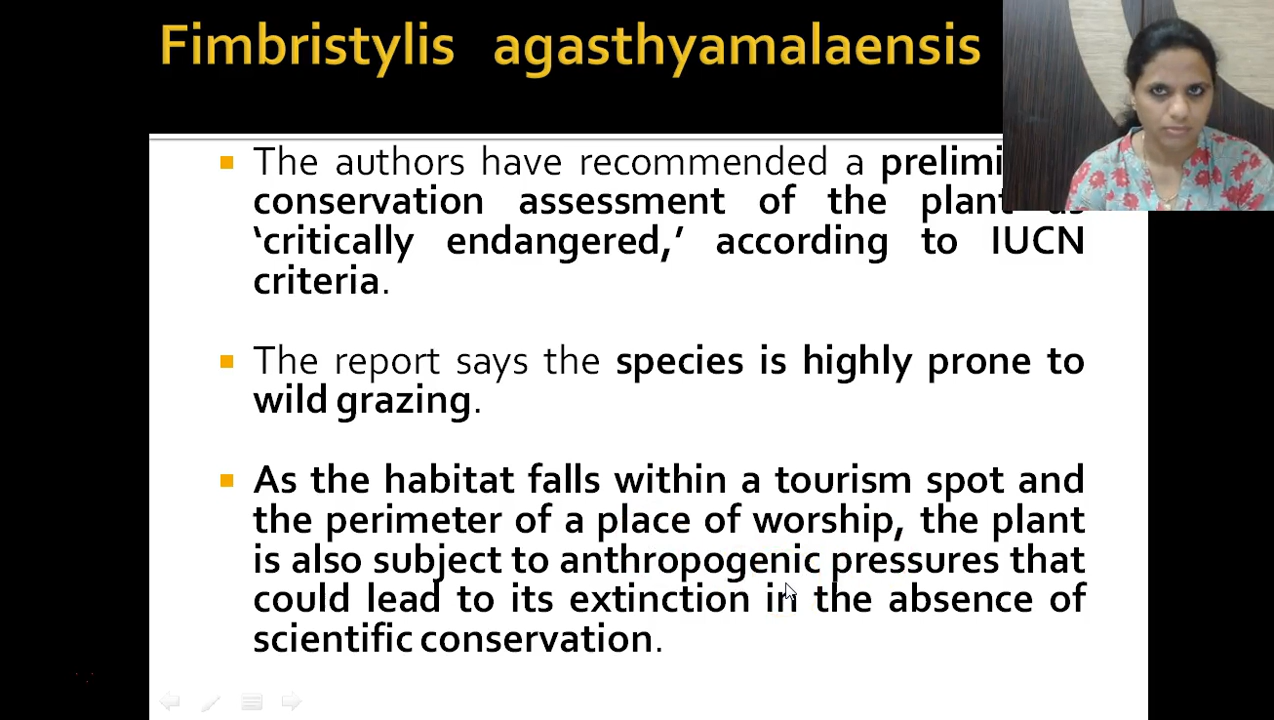 Fimbristylis agasthyamalaensis
The authors have recommended a
conservation assessment of the plant
‘critically endangered,’ according to IUCN
criteria.
The report says the species is highly prone to
wild grazing.
As the habitat falls within a tourism spot and
the perimeter of a place of worship, the plant
is also subject to anthropogenic pressures that
could lead to its extinction in the absence of
scientific conservation.